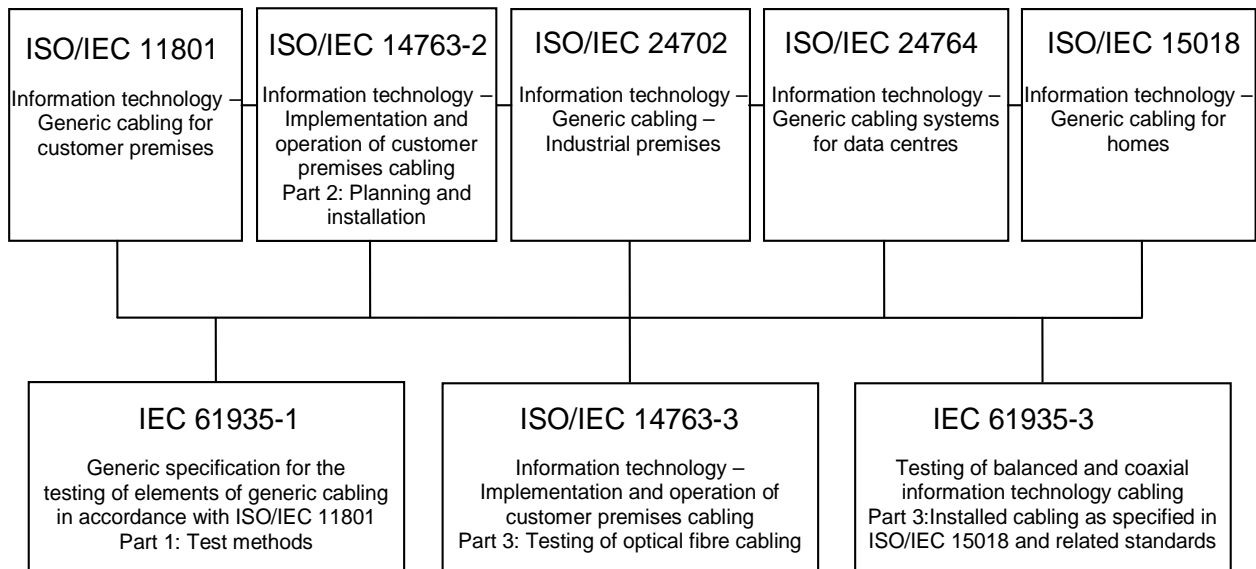 ISO/IEC 11801
Information technology –
Generic cabling for
customer premises
ISO/IEC 14763-2
Information technology –
Implementation and
operation of customer
premises cabling
Part 2: Planning and
installation
ISO/IEC 24702
Information technology –
Generic cabling –
Industrial premises
ISO/IEC 24764
Information technology –
Generic cabling systems
for data centres
ISO/IEC 15018
Information technology –
Generic cabling for
homes
IEC 61935-1
Generic specification for the
testing of elements of generic cabling
in accordance with ISO/IEC 11801
Part 1: Test methods
ISO/IEC 14763-3
Information technology –
Implementation and operation of
customer premises cabling
Part 3: Testing of optical fibre cabling
IEC 61935-3
Testing of balanced and coaxial
information technology cabling
Part 3:Installed cabling as specified in
ISO/IEC 15018 and related standards